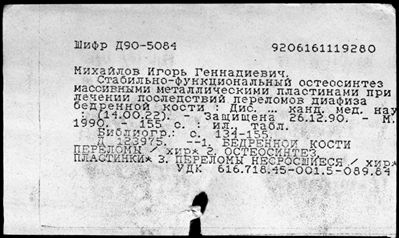 Шифр Д90-5084 9206161119280
Михайлов Игорь Геннадиевич.
Стабильно-функциональный остеосинтез
массивными металлическими пластинами при
лечении последствий переломов диафиза
бедренной кости : Дис. ... канд. мед. нау
: (14.00.22). - Защищена 26.12.90. - М.
1990. - 155 с. : ил., табл.
Библиогр.: с. 134-155.
Д 123975. --1. БЕДРЕННОЙ КОСТИ
ПЕРЕЛОМЫ / хир* 2. ОСТЕОСИНТЕЗ
ПЛАСТИНКИ* 3. ПЕРЕЛОМЫ НЕСРОСШИЕСЯ / хир*
УДК 616.718.45-001.5-089.84